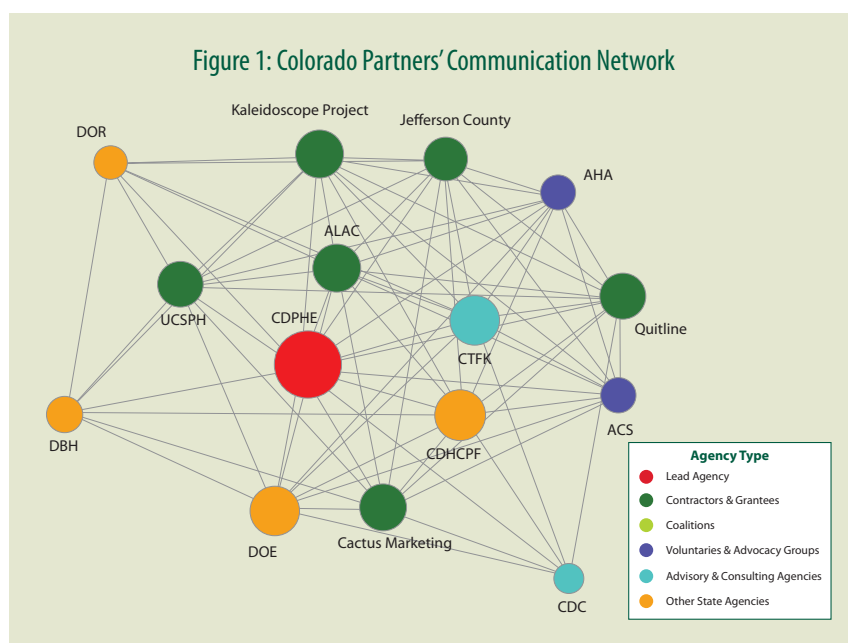 Figure 1: Colorado Partners' Communication Network
Kaleidoscope Project
Jefferson County
DOR
AHA
ALAC
UCSPH
CDPHE
Quitline
CTFK
DBH
ACS
CDHCPF
DOE
Cactus Marketing
CDC
Agency Type
Lead Agency
Contractors & Grantees
Coalitions
Voluntaries & Advocacy Groups
Advisory & Consulting Agencies
Other State Agencies